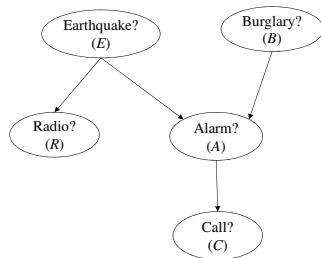 Earthquake?
(E)
Burglary?
(B)
Radio?
(R)
Alarm?
(A)
Call?
(C)